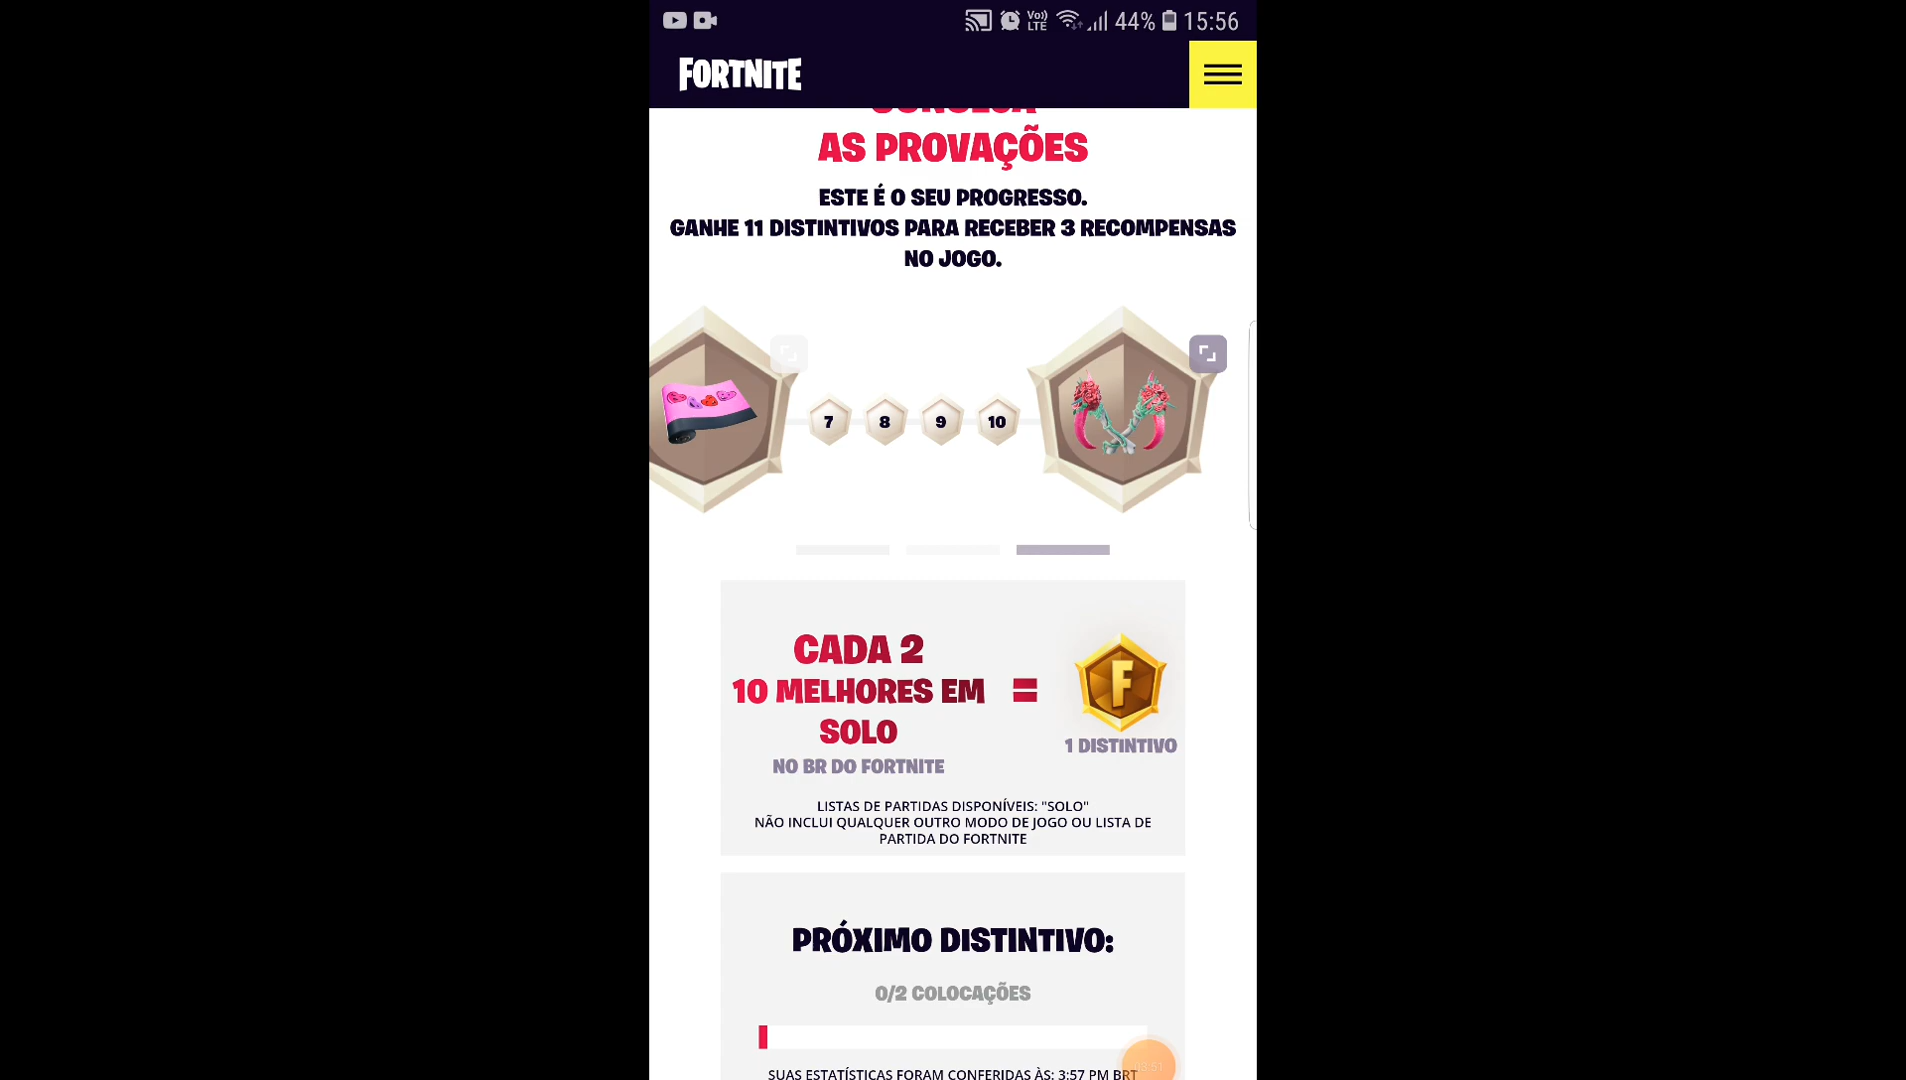 Vo))
LTE
44%
15:56
FORTNITE
AS PROVAÇÕES
ESTE É O SEU PROGRESSO.
GANHE 11 DISTINTIVOS PARA RECEBER 3 RECOMPENSAS
NO JOGO.
7 8 9 10
CADA 2
10 MELHORES EM
SOLO
NO BR DO FORTNITE
=
F
1 DISTINTIVO
LISTAS DE PARTIDAS DISPONÍVEIS: "SOLO"
NÃO INCLUI QUALQUER OUTRO MODO DE JOGO OU LISTA DE
PARTIDA DO FORTNITE
PRÓXIMO DISTINTIVO:
0/2 COLOCAÇÕES
SUAS ESTATÍSTICAS FORAM CONFERIDAS ÀS: 3:57 PM BRT